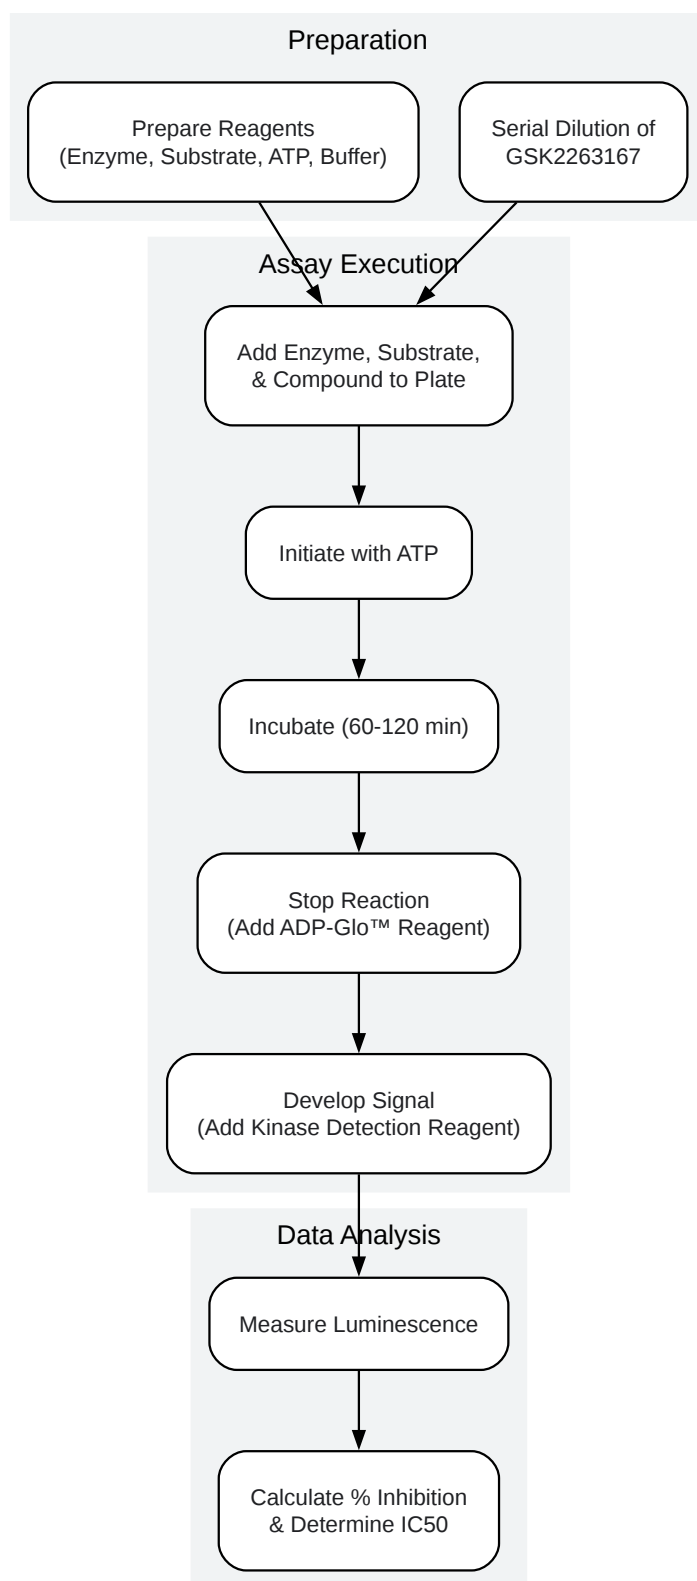 Preparation
Prepare Reagents
(Enzyme, Substrate, ATP, Buffer)
Serial Dilution of
GSK2263167
Assay Execution
Add Enzyme, Substrate,
& Compound to Plate
Initiate with ATP
Incubate (60-120 min)
Stop Reaction
(Add ADP-Glo™ Reagent)
Develop Signal
(Add Kinase Detection Reagent)
Data Analysis
Measure Luminescence
Calculate % Inhibition
& Determine IC50